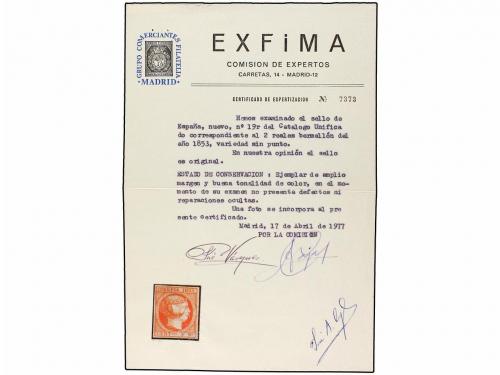 GRUPO COMERCIANTES FILATELIA
MADRID
EXFiMA
COMISION DE EXPERTOS
CARRETAS, 14 - MADRID-12
CERTIFICADO DE EXPERTIZACION Nº 7373
Hemos examinado el sello de
España, nuevo, nº 19r del Catalogo Unifica
do correspondiente al 2 reales bermellón del
año 1853, variedad sin punto.
En nuestra opinión el sello
es original.
ESTADO DE CONSERVACION : Ejemplar de amplio
margen y buena tonalidad de color, en el mo-
mento de su examen no presenta defectos ni
reparaciones ocultas.
Una foto se incorpora al pre
sente certificado.
Madrid, 17 de Abril de 1977
POR LA COMISIÓN